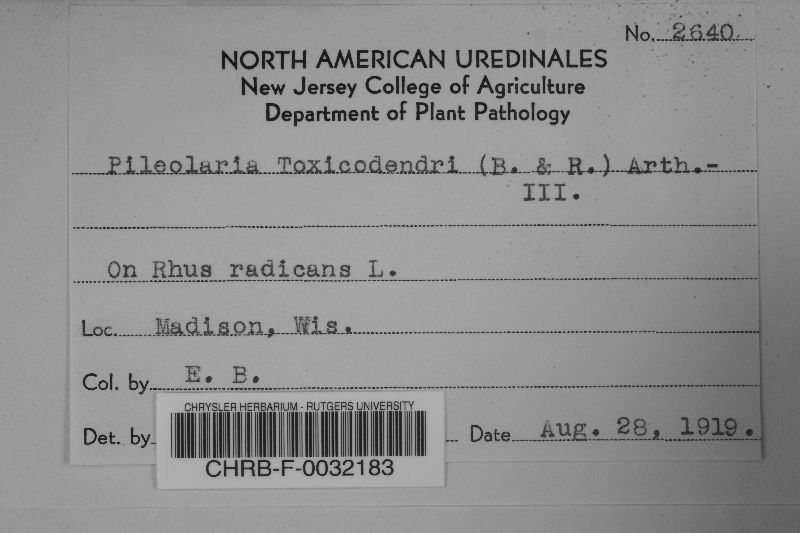 No. 2640
NORTH AMERICAN UREDINALES
New Jersey College of Agriculture
Department of Plant Pathology
Pileolaria Toxicodendri (B. & R.) Arth.-
III.
On Rhus radicans L.
Loc. Madison, Wis.
Col. by E. B.
Det. by
Date Aug. 28, 1919.
CHRYSLER HERBARIUM - RUTGERS UNIVERSITY
CHRB-F-0032183